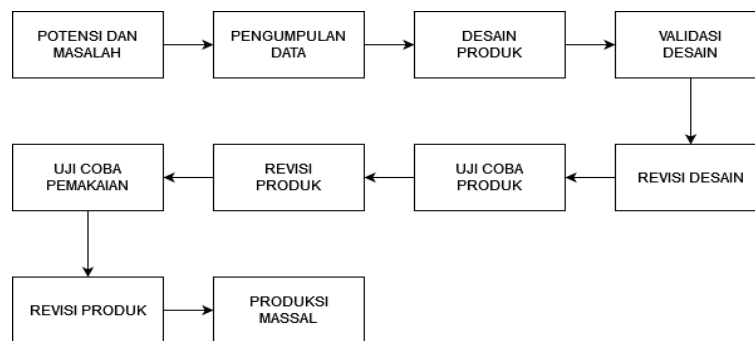 POTENSI DAN
MASALAH
PENGUMPULAN
DATA
DESAIN
PRODUK
VALIDASI
DESAIN
REVISI DESAIN
UJI COBA
PRODUK
REVISI
PRODUK
UJI COBA
PEMAKAIAN
REVISI PRODUK
PRODUKSI
MASSAL